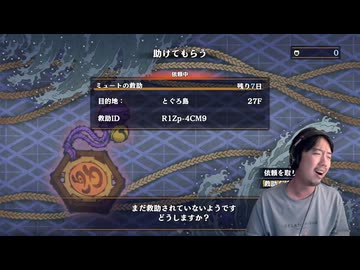 助けてもらう
0
依頼中
ミュートの救助 残り7日
目的地: とぐろ島 27F
救助ID R1Zp-4CM9
依頼を取り
まだ救助されていないようです
どうしますか?